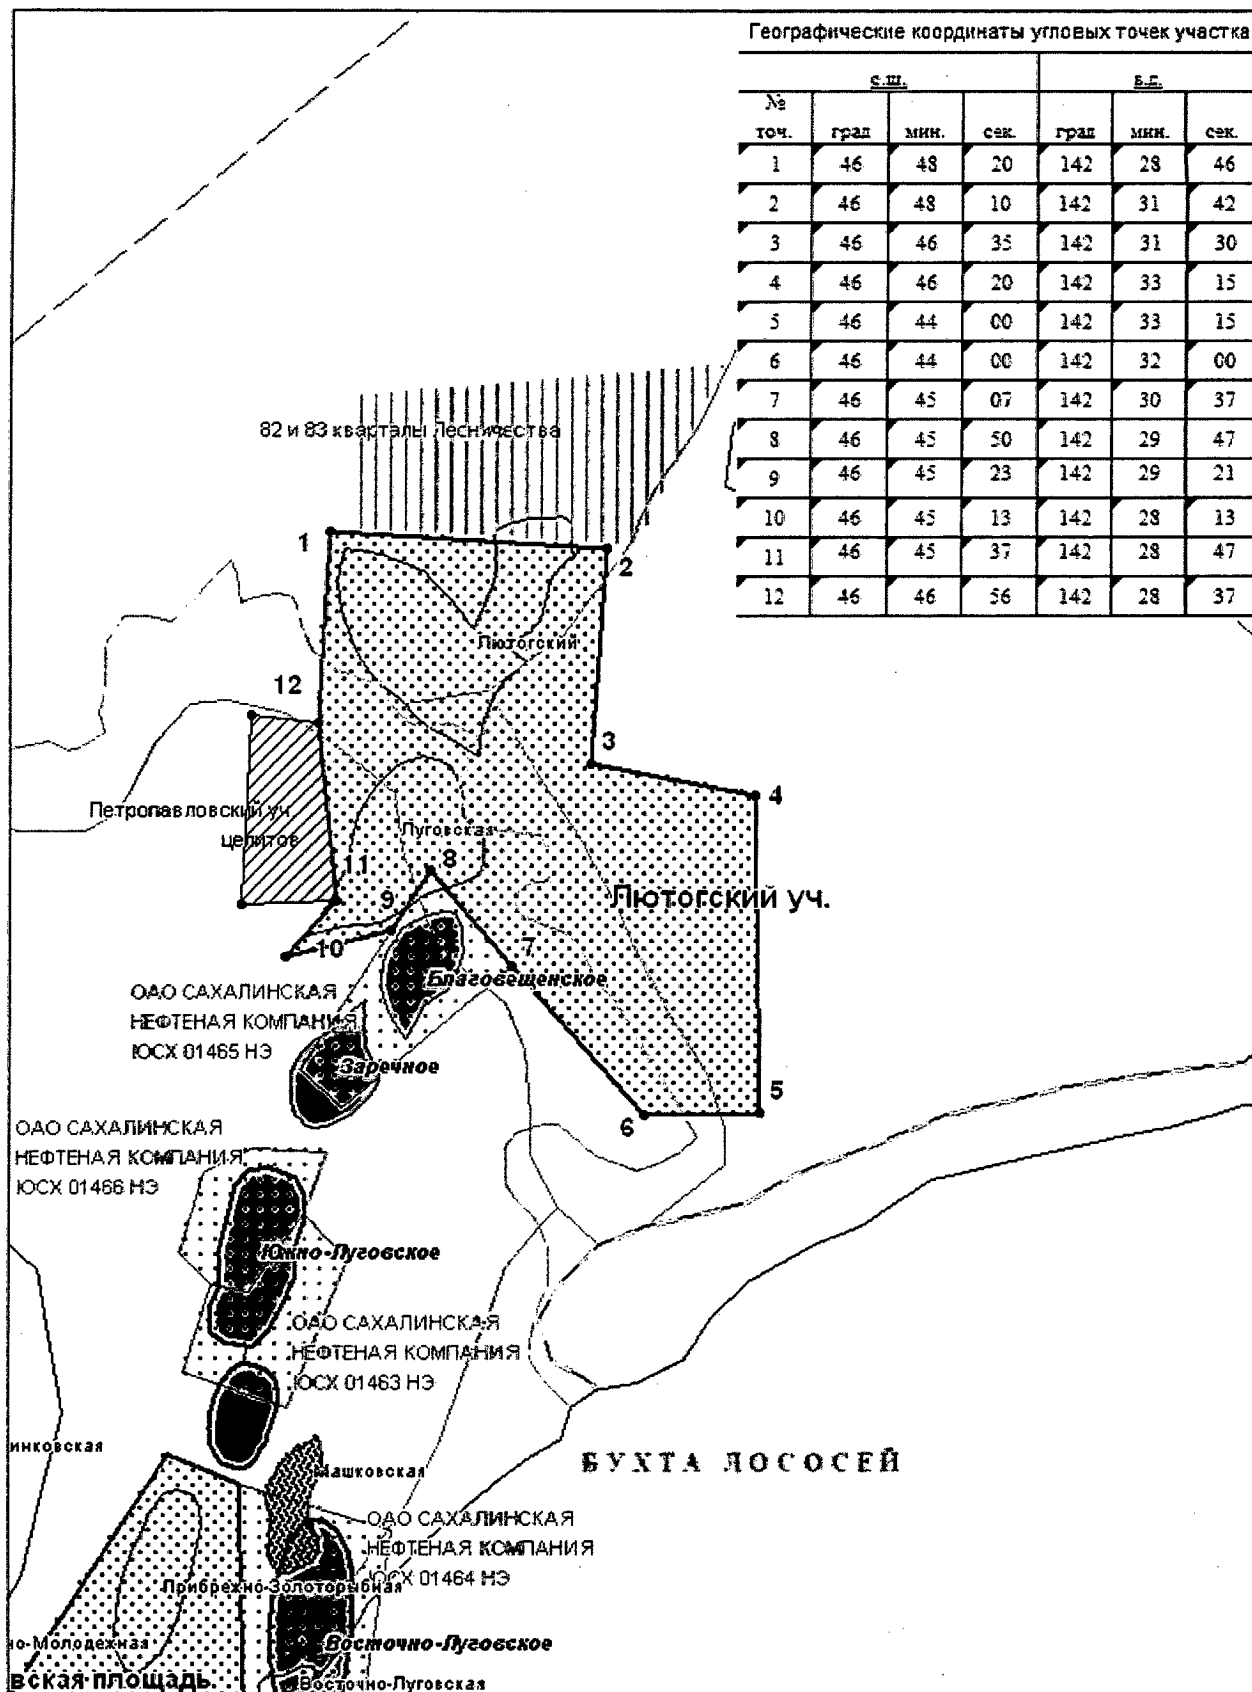 Географические координаты угловых точек участка
с.ш. в.д.
№ точ. град мин. сек. град мин. сек.
1 46 48 20 142 28 46
2 46 48 10 142 31 42
3 46 46 35 142 31 30
4 46 46 20 142 33 15
5 46 44 00 142 33 15
6 46 44 00 142 32 00
7 46 45 07 142 30 37
8 46 45 50 142 29 47
9 46 45 23 142 29 21
10 46 45 13 142 28 13
11 46 45 37 142 28 47
12 46 46 56 142 28 37
82 и 83 кварталы Лесничества
1
2
Лютогский
12
3
4
Петропавловский уч.
цеолитов
Луговская
11
8
Лютогский уч.
9
10
7
Благовещенское
ОАО САХАЛИНСКАЯ
НЕФТЕНАЯ КОМПАНИЯ
ЮСХ 01465 НЭ
Заречное
5
6
ОАО САХАЛИНСКАЯ
НЕФТЕНАЯ КОМПАНИЯ
ЮСХ 01466 НЭ
Южно-Луговское
ОАО САХАЛИНСКАЯ
НЕФТЕНАЯ КОМПАНИЯ
ЮСХ 01463 НЭ
инковская
БУХТА ЛОСОСЕЙ
Машковская
ОАО САХАЛИНСКАЯ
НЕФТЕНАЯ КОМПАНИЯ
ЮСХ 01464 НЭ
Прибрежно-Золоторыбная
но-Молодежная
Восточно-Луговское
вская площадь
Восточно-Луговская